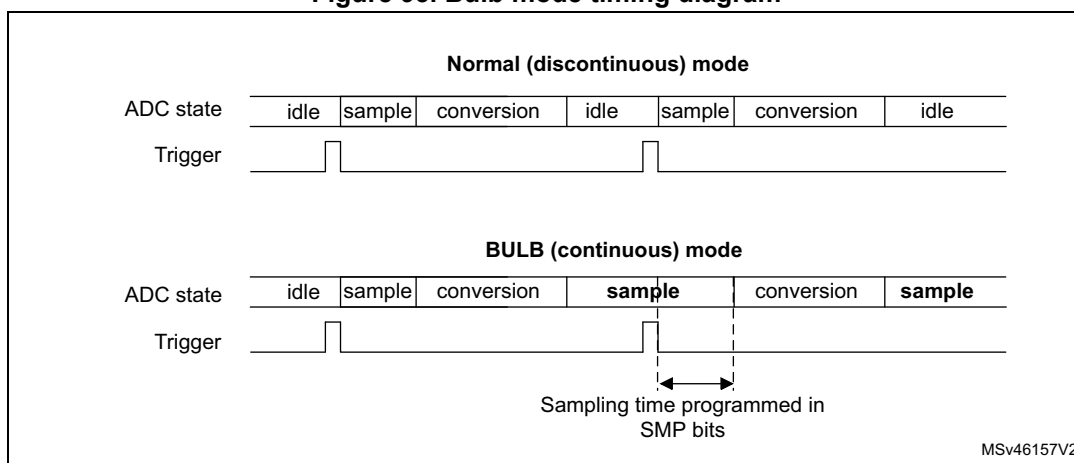 Normal (discontinuous) mode
ADC state idle sample conversion idle sample conversion idle
Trigger
BULB (continuous) mode
ADC state idle sample conversion sample conversion sample
Trigger
Sampling time programmed in
SMP bits
MSv46157V2